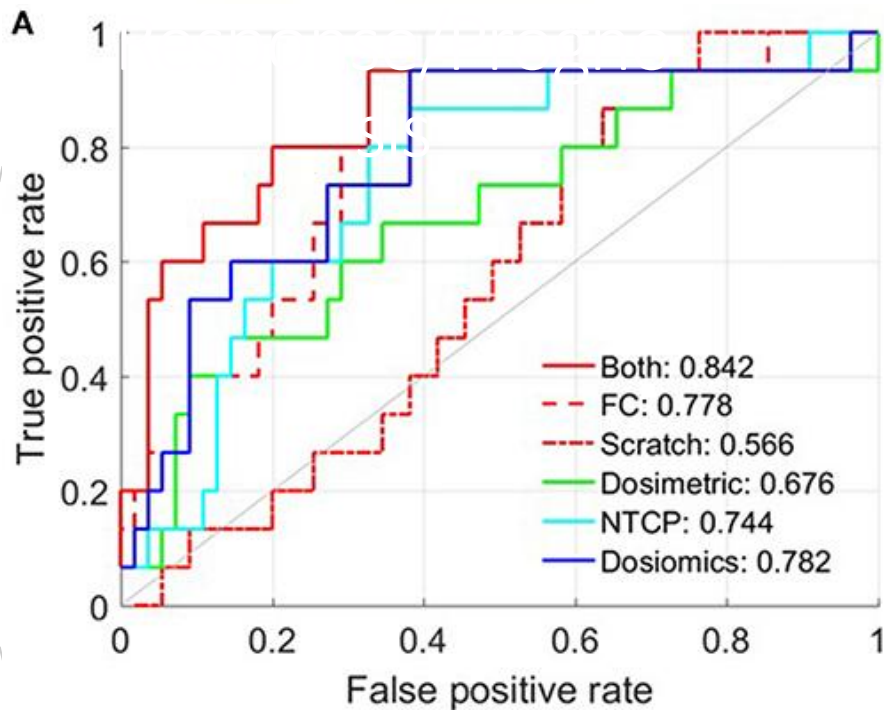 A
1
0.8
0.6
0.4
0.2
0
0
0.2
0.4
0.6
0.8
1
True positive rate
False positive rate
Both: 0.842
FC: 0.778
Scratch: 0.566
Dosimetric: 0.676
NTCP: 0.744
Dosiomics: 0.782
sis